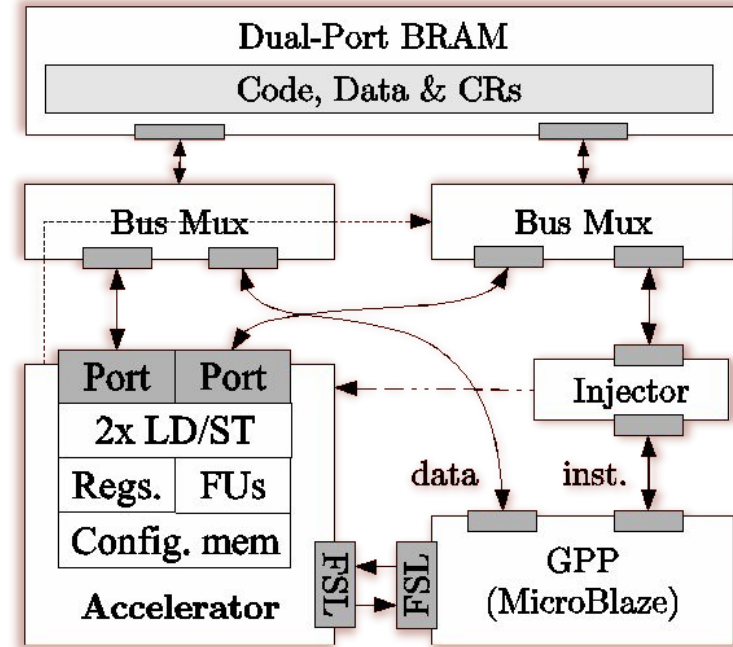 Dual-Port BRAM
Code, Data & CRs
Bus Mux
Bus Mux
Port
Port
Injector
2x LD/ST
Regs.
FUs
data
inst.
Config. mem
FSL
FSL
GPP
(MicroBlaze)
Accelerator